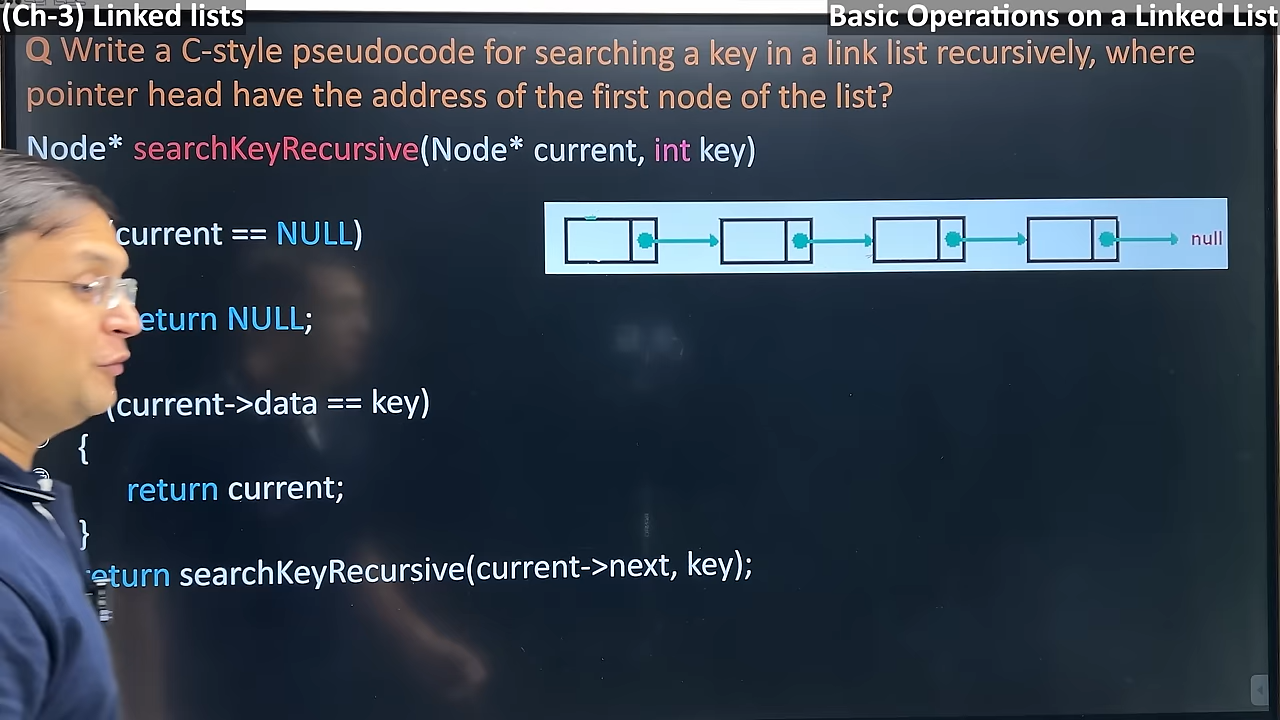 (Ch-3) Linked lists
Basic Operations on a Linked List
Q Write a C-style pseudocode for searching a key in a link list recursively, where
pointer head have the address of the first node of the list?
Node* searchKeyRecursive(Node* current, int key)
(current == NULL)
null
eturn NULL;
(current->data == key)
{
return current;
}
return searchKeyRecursive(current->next, key);